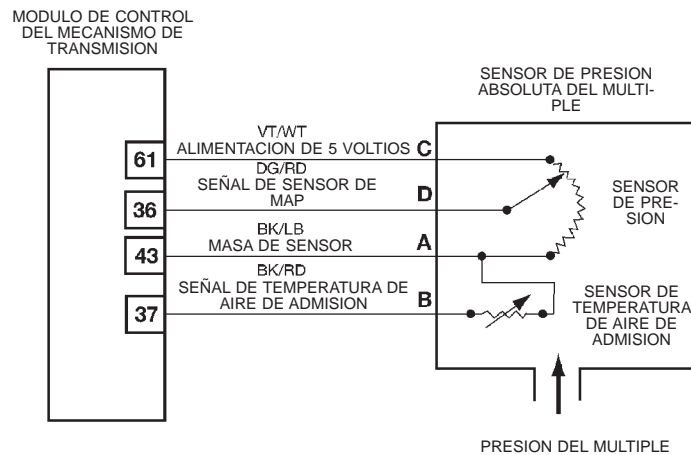 MODULO DE CONTROL
DEL MECANISMO DE
TRANSMISION
SENSOR DE PRESION
ABSOLUTA DEL MULTI-
PLE
VT/WT
61
ALIMENTACION DE 5 VOLTIOS
C
DG/RD
36
SEÑAL DE SENSOR DE
MAP
D
SENSOR
DE PRE-
SION
BK/LB
43
MASA DE SENSOR
A
BK/RD
37
SEÑAL DE TEMPERATURA DE
AIRE DE ADMISION
B
SENSOR DE
TEMPERATURA
DE AIRE DE
ADMISION
PRESION DEL MULTIPLE